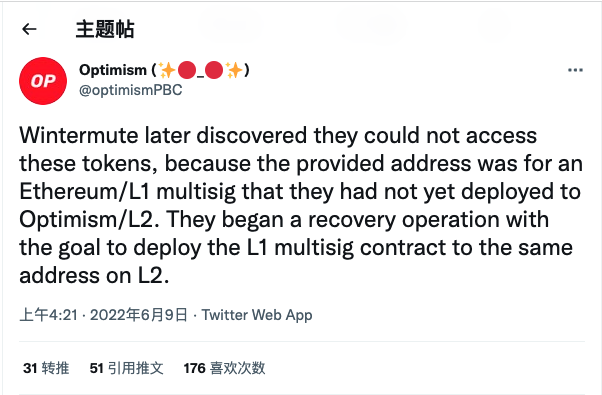 ← 主题帖
OP
Optimism (✨🔴_🔴✨)
@optimismPBC
...
Wintermute later discovered they could not access
these tokens, because the provided address was for an
Ethereum/L1 multisig that they had not yet deployed to
Optimism/L2. They began a recovery operation with
the goal to deploy the L1 multisig contract to the same
address on L2.
上午4:21 · 2022年6月9日 · Twitter Web App
31 转推 51 引用推文 176 喜欢次数